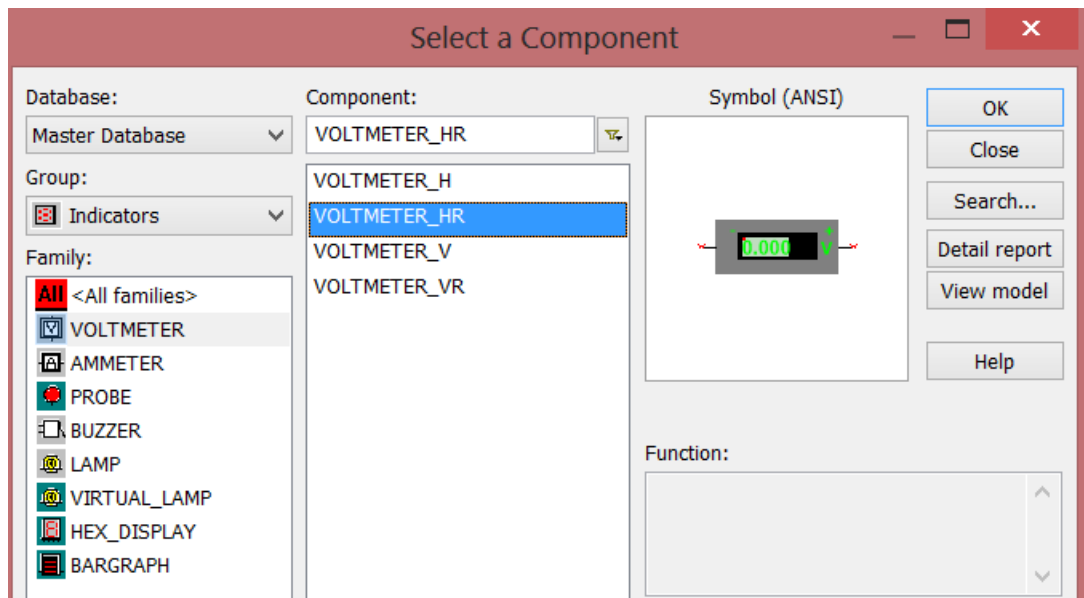 Select a Component
Database:
Master Database
Group:
Indicators
Family:
All <All families>
VOLTMETER
AMMETER
PROBE
BUZZER
LAMP
VIRTUAL_LAMP
HEX_DISPLAY
BARGRAPH
Component:
VOLTMETER_HR
VOLTMETER_H
VOLTMETER_HR
VOLTMETER_V
VOLTMETER_VR
Symbol (ANSI)
- +
0.000 V
Function:
OK
Close
Search...
Detail report
View model
Help